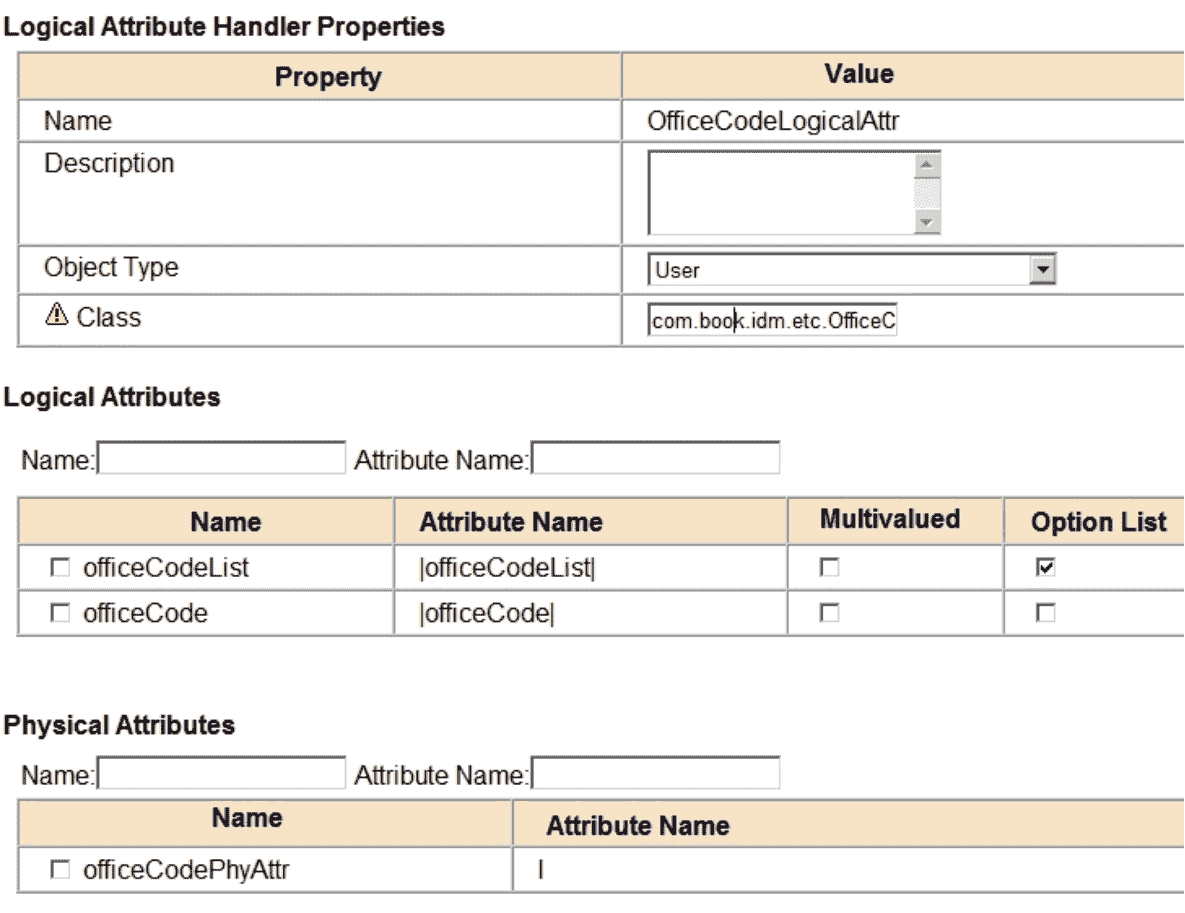 Logical Attribute Handler Properties
Property Value
Name OfficeCodeLogicalAttr
Description
Object Type User
Class com.book.idm.etc.OfficeC
Logical Attributes
Name: Attribute Name:
Name Attribute Name Multivalued Option List
officeCodeList |officeCodeList|
officeCode |officeCode|
Physical Attributes
Name: Attribute Name:
Name Attribute Name
officeCodePhyAttr l